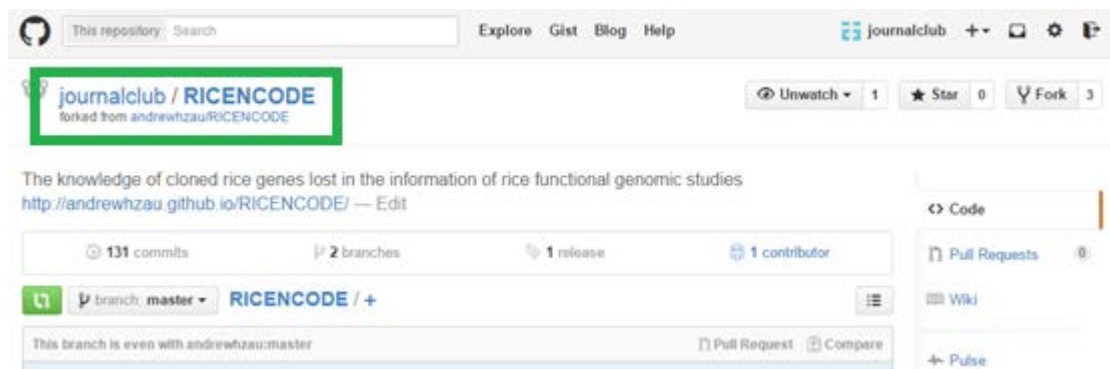 This repository Search Explore Gist Blog Help journalclub
journalclub / RICENCODE Unwatch 1 Star 0 Fork 3
forked from andrewhzau/RICENCODE
The knowledge of cloned rice genes lost in the information of rice functional genomic studies
http://andrewhzau.github.io/RICENCODE/ — Edit
<> Code
131 commits 2 branches 1 release 1 contributor
Pull Requests 0
branch: master RICENCODE / +
Wiki
This branch is even with andrewhzau:master Pull Request Compare
Pulse